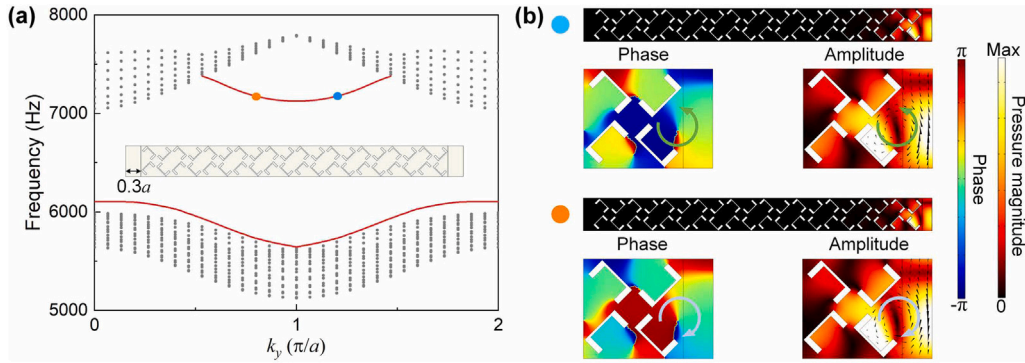 (a)
8000
7000
6000
5000
Frequency (Hz)
0.3a
0
1
2
k_y (π/a)
(b)
Phase
Amplitude
Phase
Amplitude
π
-π
Phase
Max
0
Pressure magnitude